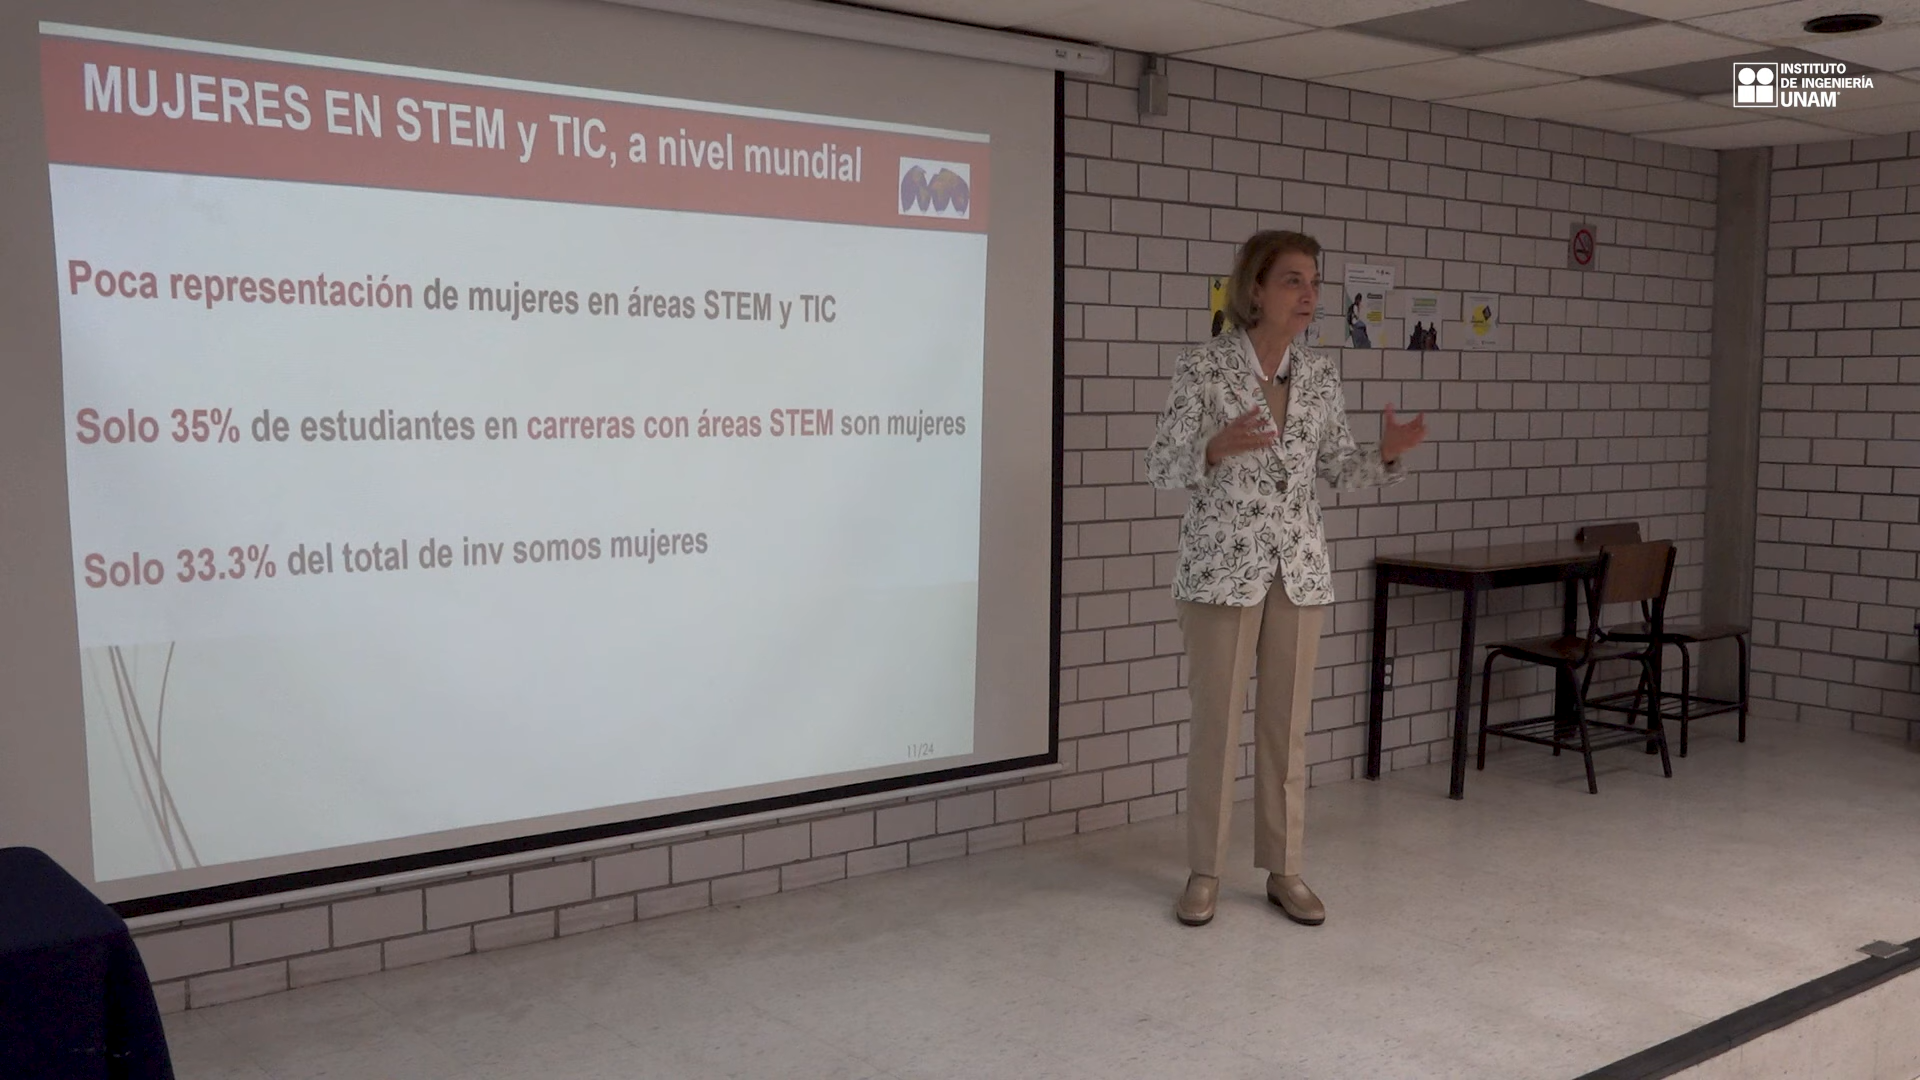 MUJERES EN STEM y TIC, a nivel mundial
Poca representación de mujeres en áreas STEM y TIC
Solo 35% de estudiantes en carreras con áreas STEM son mujeres
Solo 33.3% del total de inv somos mujeres
11/24
INSTITUTO
DE INGENIERÍA
UNAM